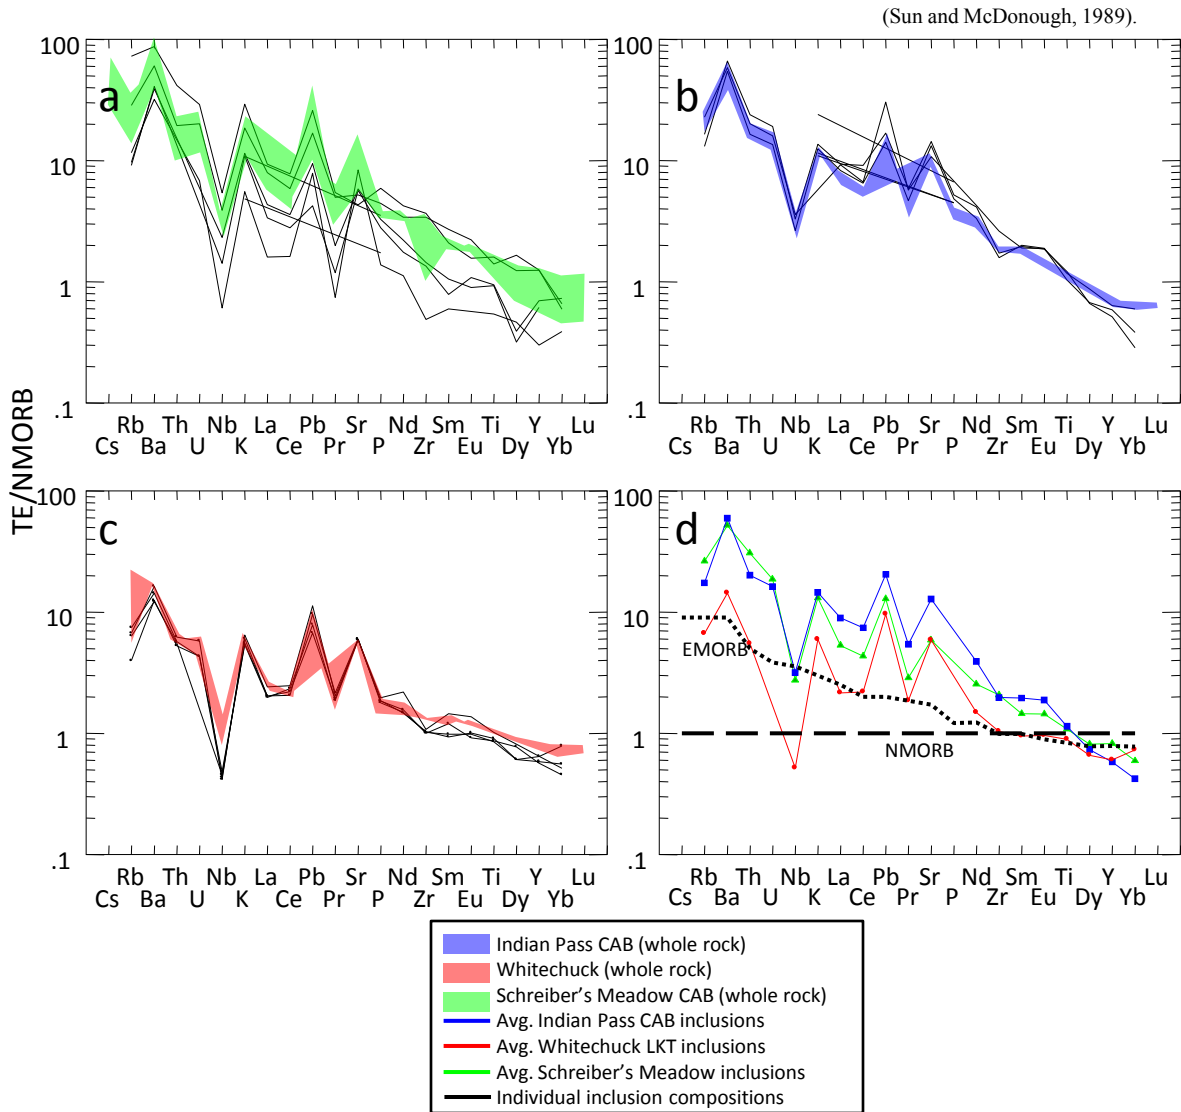 (Sun and McDonough, 1989).
100
10
1
.1
a
Rb Th Nb La Pb Sr Nd Sm Ti Y Lu
Cs Ba U K Ce Pr P Zr Eu Dy Yb
100
10
1
.1
b
Rb Th Nb La Pb Sr Nd Sm Ti Y Lu
Cs Ba U K Ce Pr P Zr Eu Dy Yb
TE/NMORB
100
10
1
.1
c
Rb Th Nb La Pb Sr Nd Sm Ti Y Lu
Cs Ba U K Ce Pr P Zr Eu Dy Yb
100
10
1
.1
d
EMORB
NMORB
Rb Th Nb La Pb Sr Nd Sm Ti Y Lu
Cs Ba U K Ce Pr P Zr Eu Dy Yb
Indian Pass CAB (whole rock)
Whitechuck (whole rock)
Schreiber's Meadow CAB (whole rock)
Avg. Indian Pass CAB inclusions
Avg. Whitechuck LKT inclusions
Avg. Schreiber's Meadow inclusions
Individual inclusion compositions